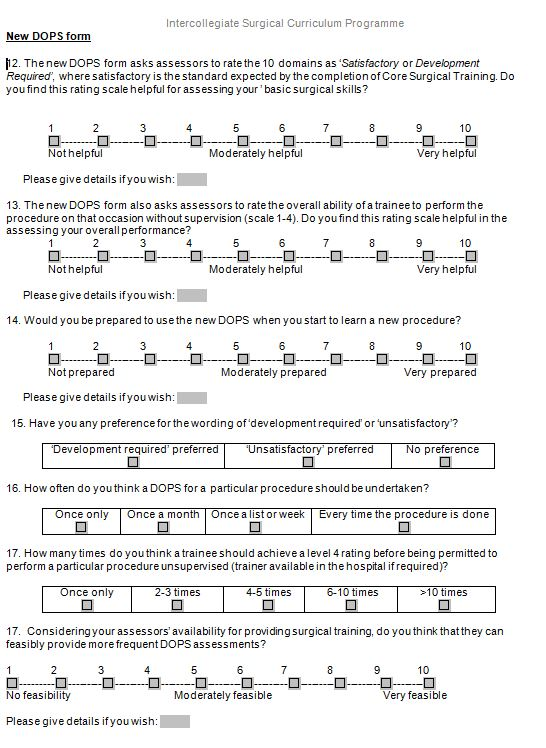 Intercollegiate Surgical Curriculum Programme
New DOPS form
12. The new DOPS form asks assessors to rate the 10 domains as ‘Satisfactory or Development
Required’, where satisfactory is the standard expected by the completion of Core Surgical Training. Do
you find this rating scale helpful for assessing your ’ basic surgical skills?
1 2 3 4 5 6 7 8 9 10
Not helpful Moderately helpful Very helpful
Please give details if you wish:
13. The new DOPS form also asks assessors to rate the overall ability of a trainee to perform the
procedure on that occasion without supervision (scale 1-4). Do you find this rating scale helpful in the
assessing your overall performance?
1 2 3 4 5 6 7 8 9 10
Not helpful Moderately helpful Very helpful
Please give details if you wish:
14. Would you be prepared to use the new DOPS when you start to learn a new procedure?
1 2 3 4 5 6 7 8 9 10
Not prepared Moderately prepared Very prepared
Please give details if you wish:
15. Have you any preference for the wording of ‘development required’ or ‘unsatisfactory’?
‘Development required’ preferred ‘Unsatisfactory’ preferred No preference
16. How often do you think a DOPS for a particular procedure should be undertaken?
Once only Once a month Once a list or week Every time the procedure is done
17. How many times do you think a trainee should achieve a level 4 rating before being permitted to
perform a particular procedure unsupervised (trainer available in the hospital if required)?
Once only 2-3 times 4-5 times 6-10 times >10 times
17. Considering your assessors’ availability for providing surgical training, do you think that they can
feasibly provide more frequent DOPS assessments?
1 2 3 4 5 6 7 8 9 10
No feasibility Moderately feasible Very feasible
Please give details if you wish: